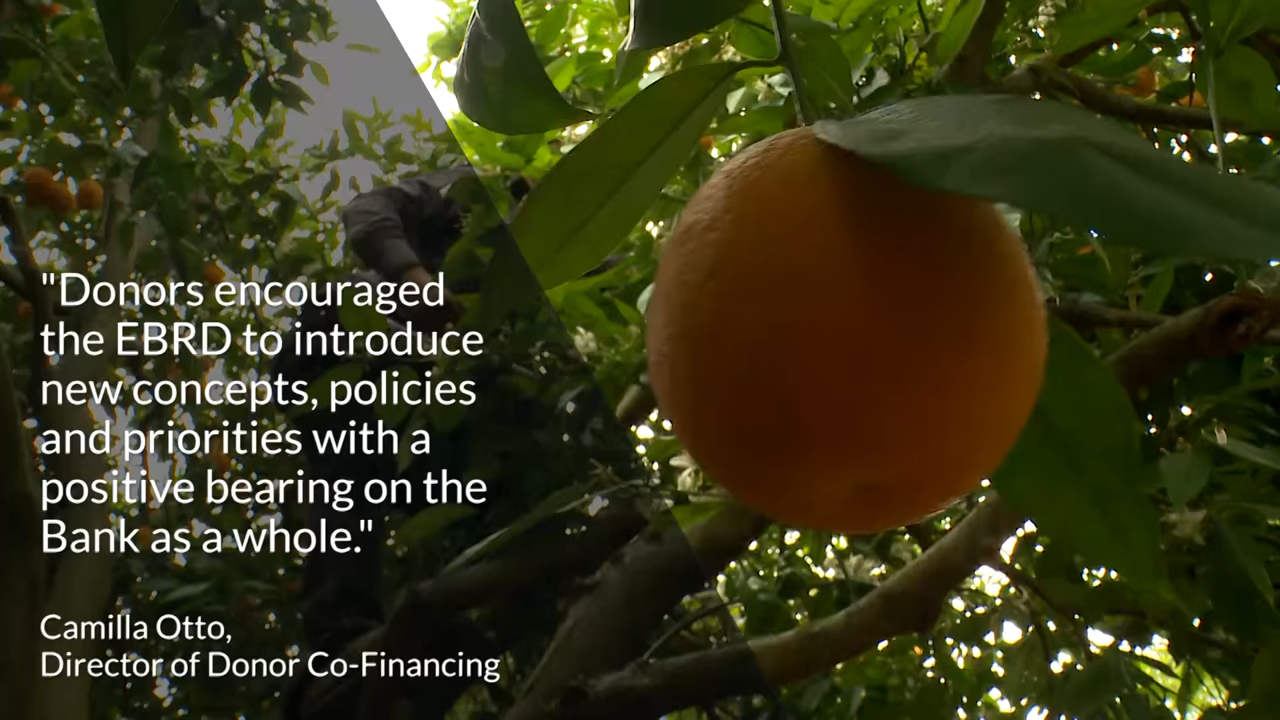 "Donors encouraged
the EBRD to introduce
new concepts, policies
and priorities with a
positive bearing on the
Bank as a whole."
Camilla Otto,
Director of Donor Co-Financing